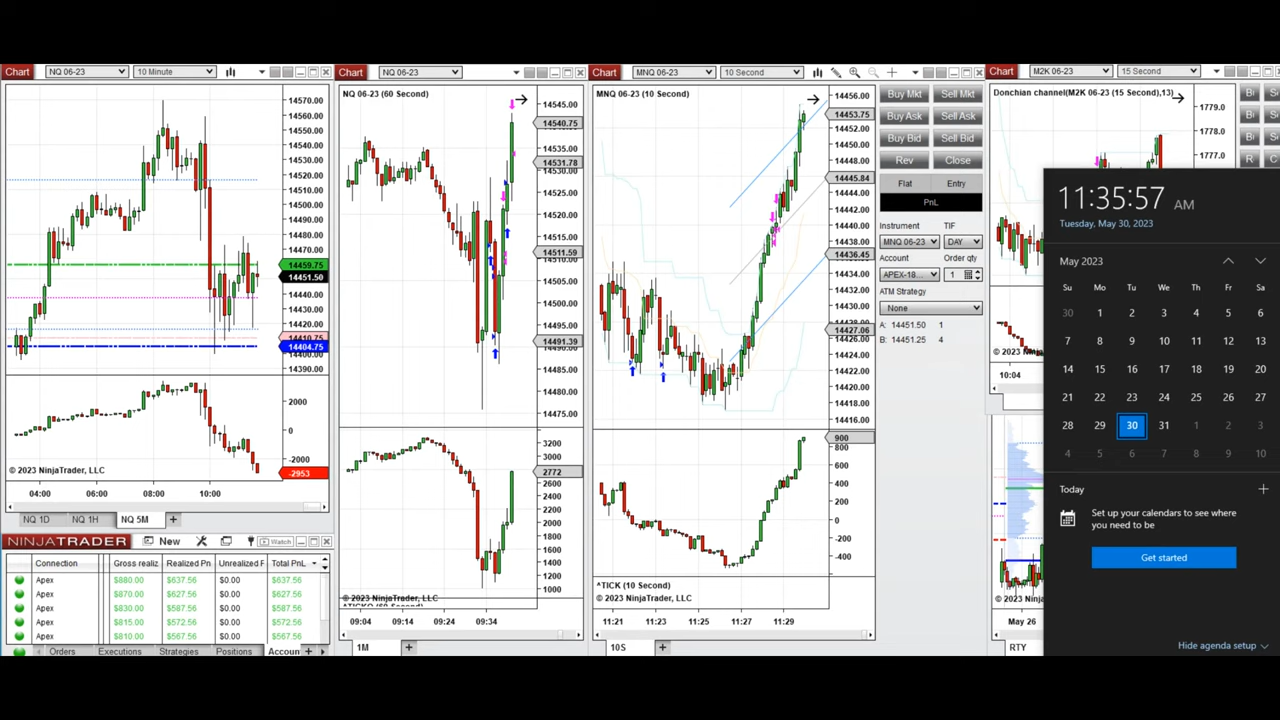 Chart NQ 06-23 10 Minute
14570.00
14560.00
14550.00
14540.00
14530.00
14520.00
14510.00
14500.00
14490.00
14480.00
14470.00
14459.75
14451.50
14440.00
14430.00
14420.00
14410.75
14404.75
14400.00
14390.00
2000
0
-2000
-2953
© 2023 NinjaTrader, LLC
04:00 06:00 08:00 10:00
NQ 1D NQ 1H NQ 5M +
NINJATRADER New Watch
Connection Gross realiz Realized Pn Unrealized F Total PnL
Apex $880.00 $637.56 $0.00 $637.56
Apex $870.00 $627.56 $0.00 $627.56
Apex $830.00 $587.56 $0.00 $587.56
Apex $815.00 $572.56 $0.00 $572.56
Apex $810.00 $567.56 $0.00 $567.56
Orders Executions Strategies Positions Accoun +
Chart NQ 06-23
NQ 06-23 (60 Second)
14545.00
14540.75
14531.78
14525.00
14520.00
14515.00
14511.59
14505.00
14500.00
14495.00
14491.39
14485.00
14480.00
14475.00
3200
2772
2400
2200
2000
1800
1600
1400
1200
1000
© 2023 NinjaTrader, LLC
09:04 09:14 09:24 09:34
1M +
Chart MNQ 06-23 10 Second
MNQ 06-23 (10 Second)
14456.00
14453.75
14452.00
14450.00
14448.00
14445.84
14444.00
14442.00
14440.00
14438.00
14436.45
14434.00
14432.00
14430.00
14427.06
14424.00
14422.00
14420.00
14418.00
14416.00
900
800
600
400
200
0
-200
-400
^TICK (10 Second)
© 2023 NinjaTrader, LLC
11:21 11:23 11:25 11:27 11:29
10S +
Buy Mkt Sell Mkt
Buy Ask Sell Ask
Buy Bid Sell Bid
Rev Close
Flat Entry
PnL
Instrument TIF
MNQ 06-23 DAY
Account Order qty
APEX-18... 1
ATM Strategy
None
A: 14451.50 1
B: 14451.25 4
Chart M2K 06-23 15 Second
Donchian channel(M2K 06-23 (15 Second),13)
1779.0
1778.0
1777.0
10:04
May 26
RTY
11:35:57 AM
Tuesday, May 30, 2023
May 2023
Su Mo Tu We Th Fr Sa
30 1 2 3 4 5 6
7 8 9 10 11 12 13
14 15 16 17 18 19 20
21 22 23 24 25 26 27
28 29 30 31 1 2 3
4 5 6 7 8 9 10
Today
Set up your calendars to see where
you need to be
Get started
Hide agenda setup